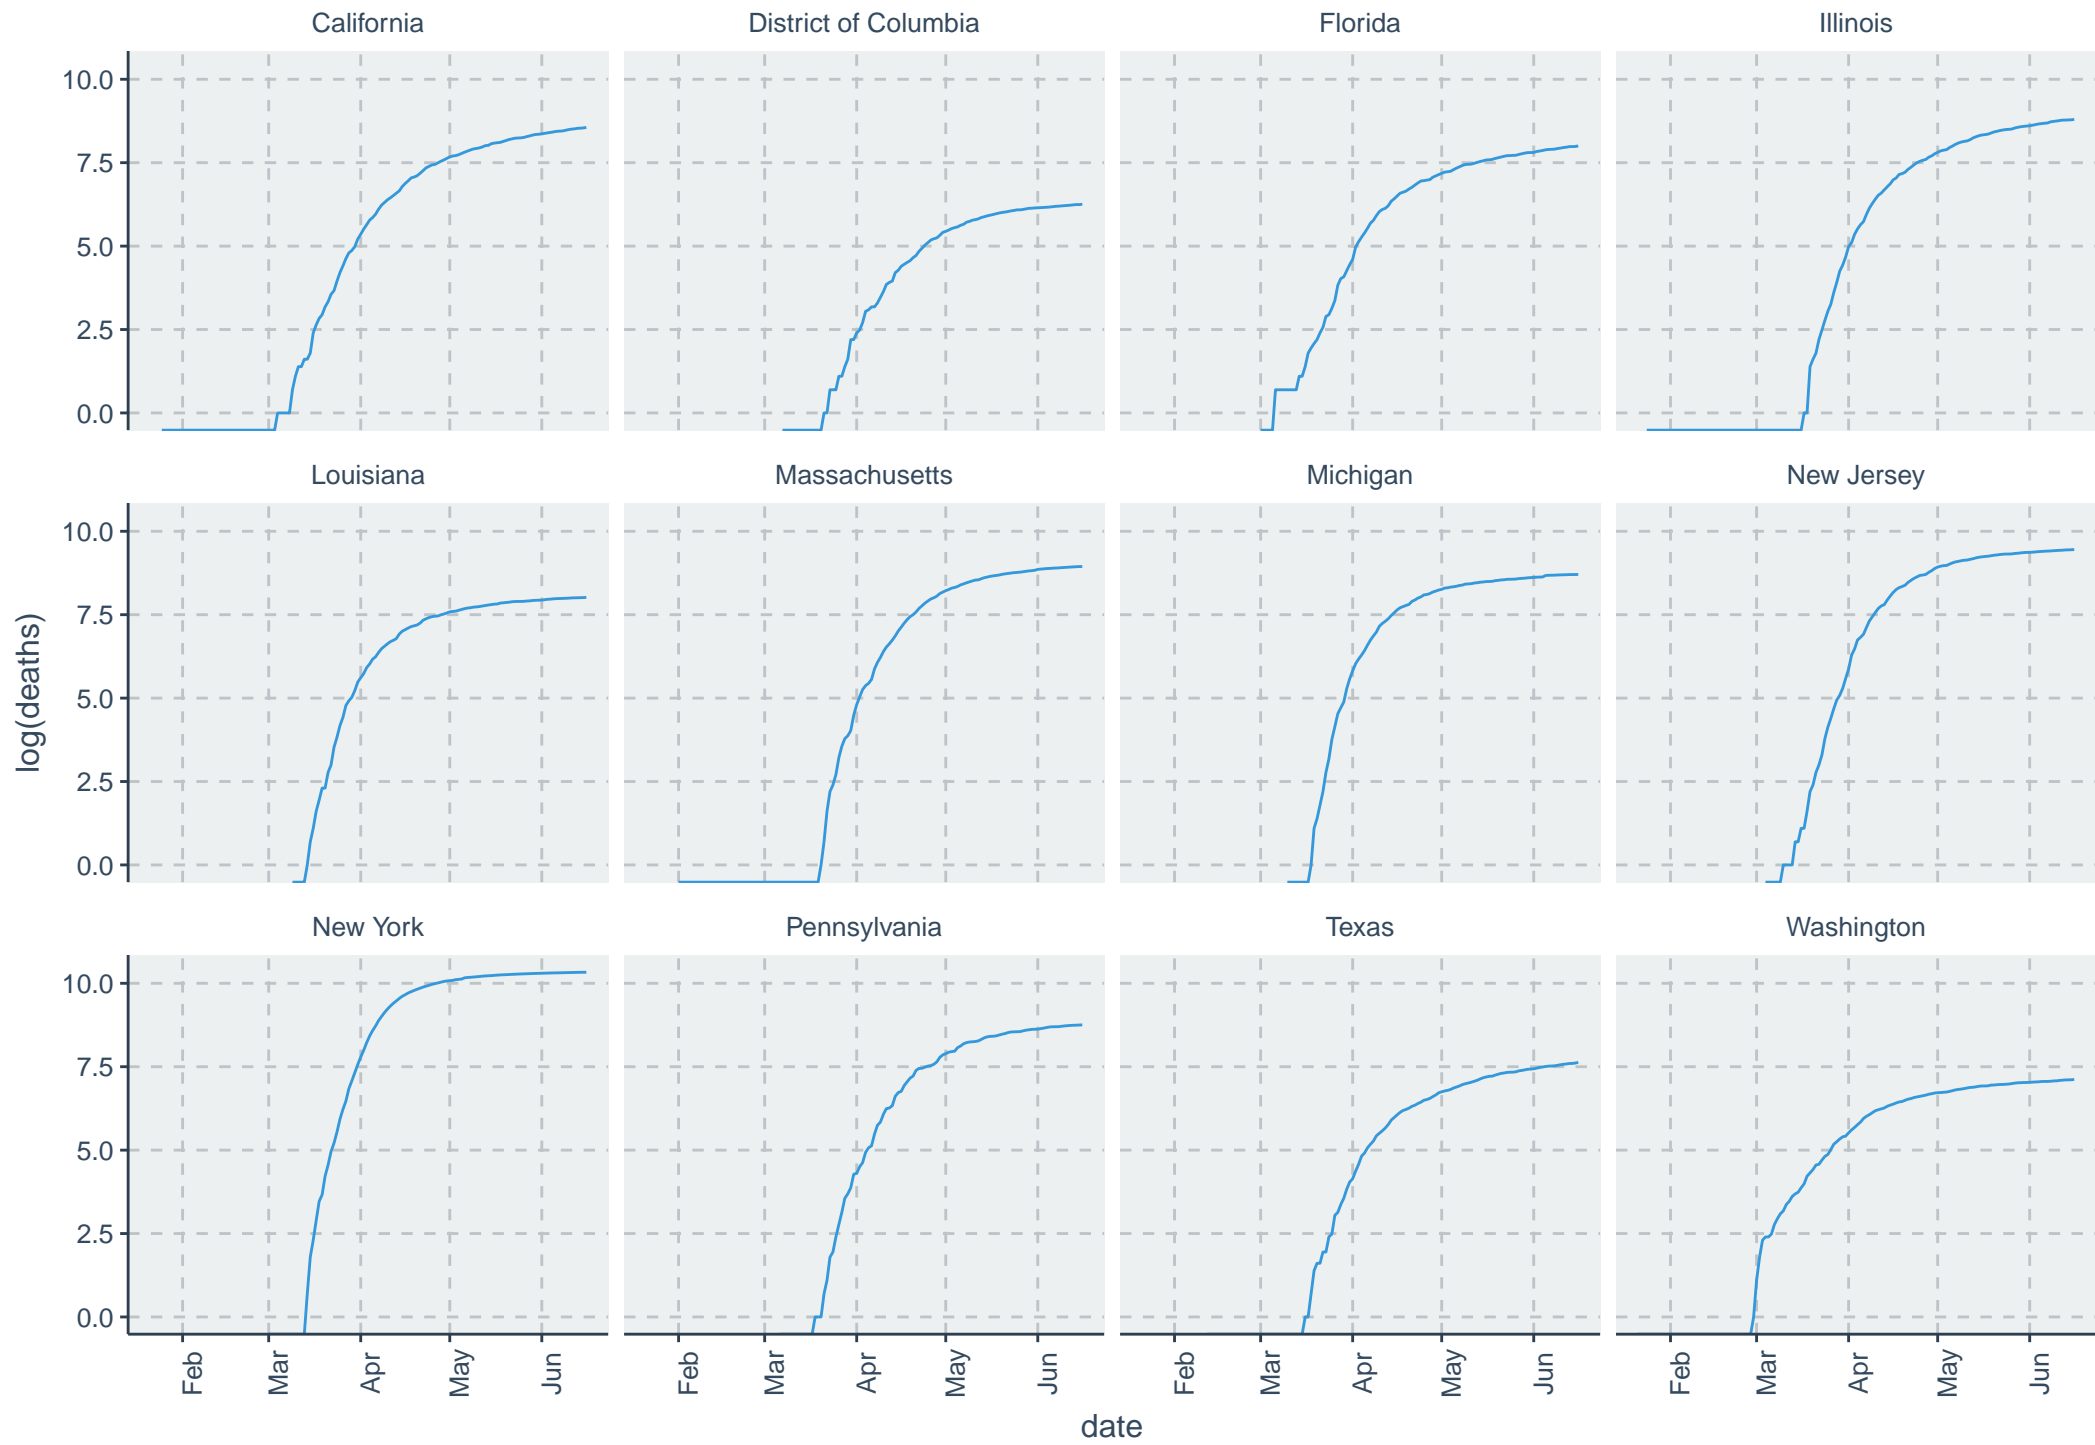 California District of Columbia Florida Illinois
10.0
7.5
5.0
2.5
0.0
Louisiana Massachusetts Michigan New Jersey
10.0
7.5
5.0
2.5
0.0
log(deaths)
New York Pennsylvania Texas Washington
10.0
7.5
5.0
2.5
0.0
Feb Mar Apr May Jun Feb Mar Apr May Jun Feb Mar Apr May Jun Feb Mar Apr May Jun
date